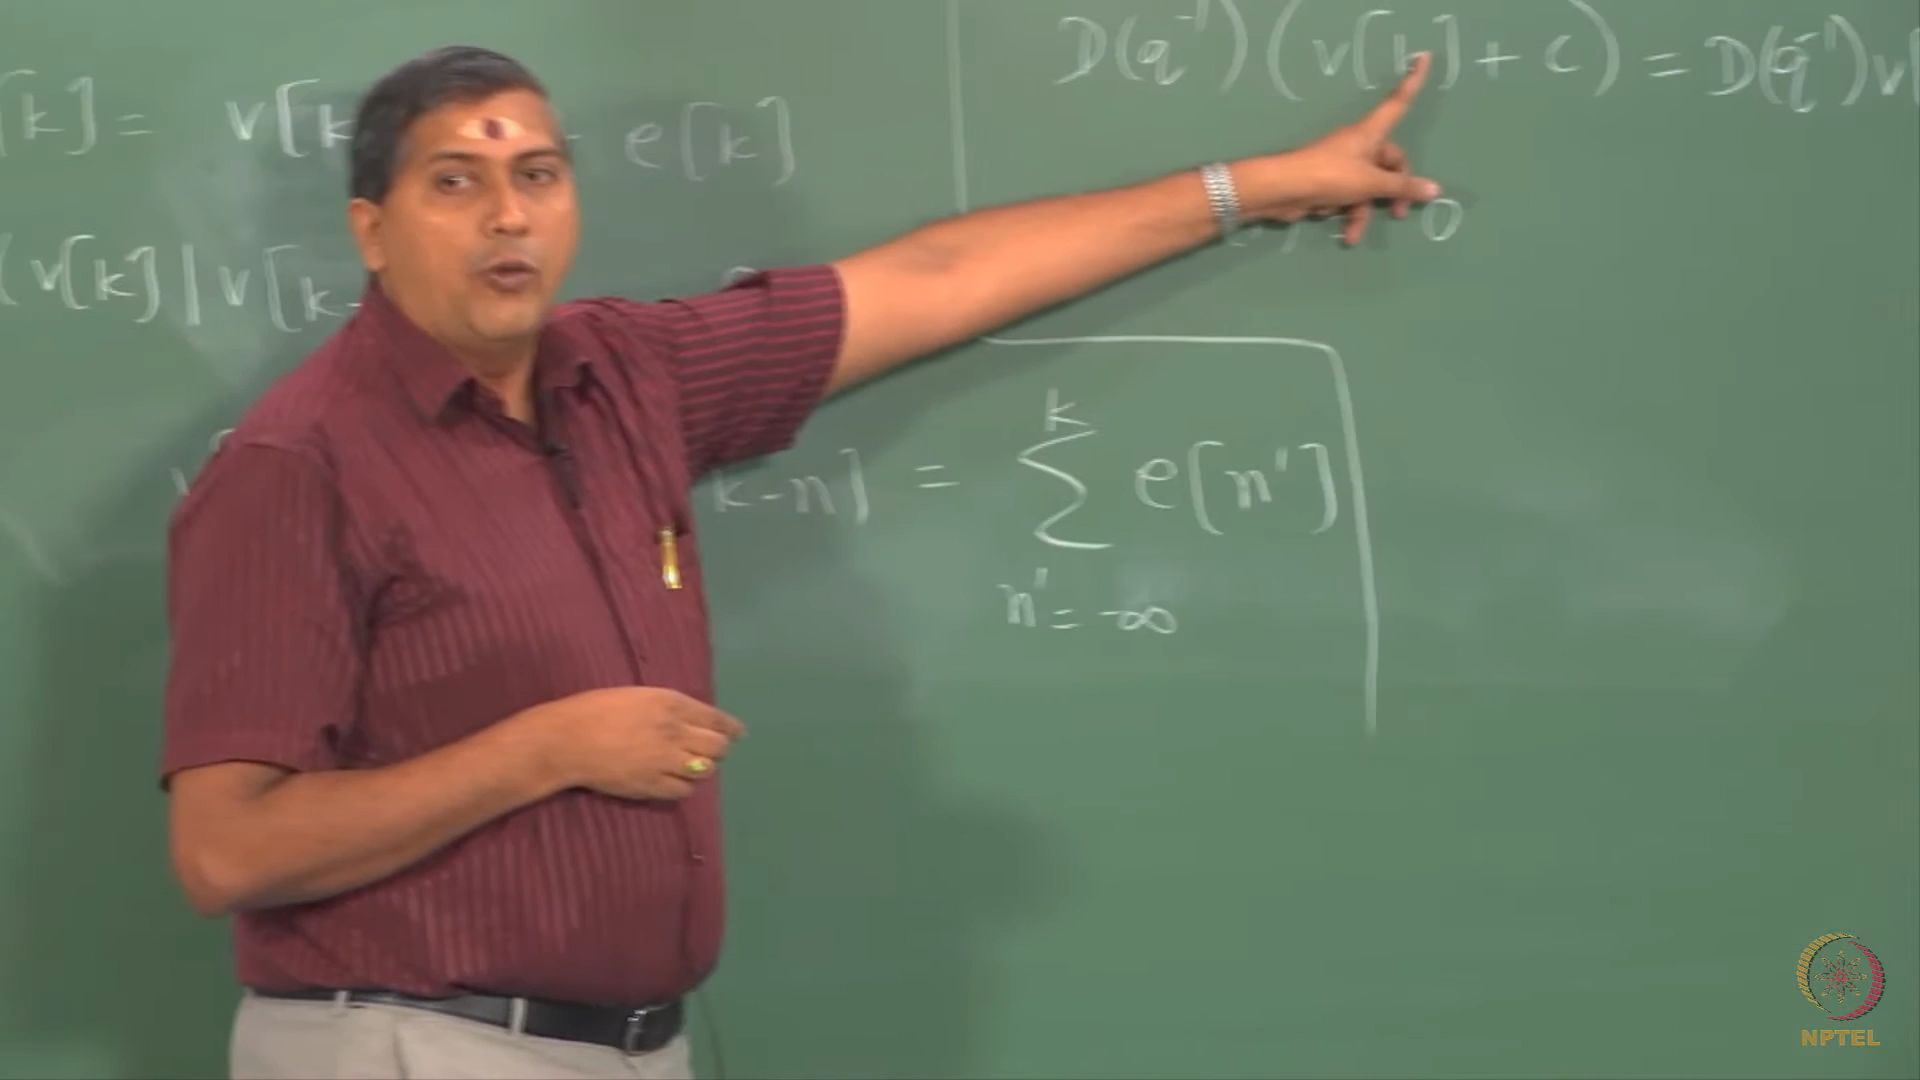 D(q⁻¹)(v[k] + c) = D(q⁻¹)v[
[k] = v[k e[k]
0
(v[k] | v[k-
k-n] = ∑ e[n']
k
n' = -∞
NPTEL